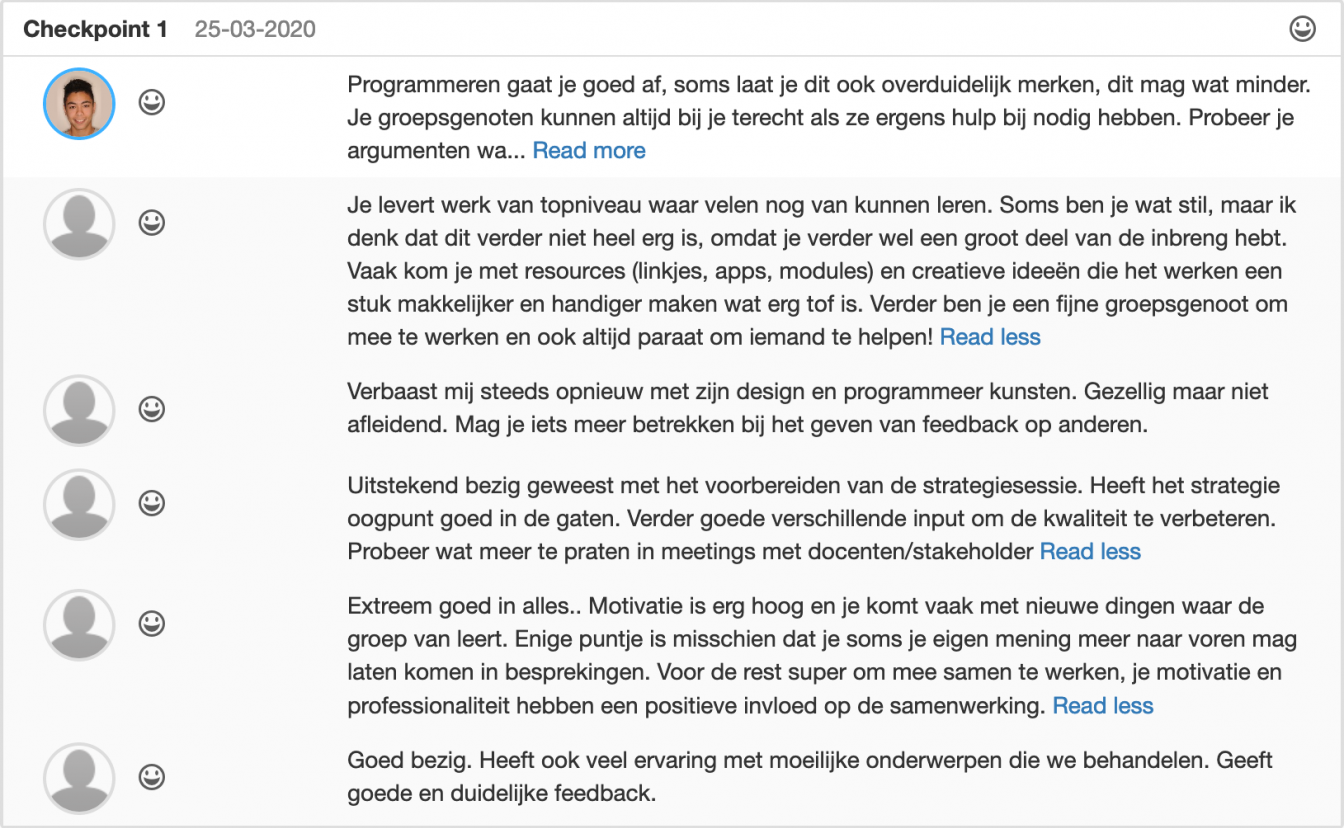 Checkpoint 1 25-03-2020
Programmeren gaat je goed af, soms laat je dit ook overduidelijk merken, dit mag wat minder.
Je groepsgenoten kunnen altijd bij je terecht als ze ergens hulp bij nodig hebben. Probeer je
argumenten wa... Read more
Je levert werk van topniveau waar velen nog van kunnen leren. Soms ben je wat stil, maar ik
denk dat dit verder niet heel erg is, omdat je verder wel een groot deel van de inbreng hebt.
Vaak kom je met resources (linkjes, apps, modules) en creatieve ideeën die het werken een
stuk makkelijker en handiger maken wat erg tof is. Verder ben je een fijne groepsgenoot om
mee te werken en ook altijd paraat om iemand te helpen! Read less
Verbaast mij steeds opnieuw met zijn design en programmeer kunsten. Gezellig maar niet
afleidend. Mag je iets meer betrekken bij het geven van feedback op anderen.
Uitstekend bezig geweest met het voorbereiden van de strategiesessie. Heeft het strategie
oogpunt goed in de gaten. Verder goede verschillende input om de kwaliteit te verbeteren.
Probeer wat meer te praten in meetings met docenten/stakeholder Read less
Extreem goed in alles.. Motivatie is erg hoog en je komt vaak met nieuwe dingen waar de
groep van leert. Enige puntje is misschien dat je soms je eigen mening meer naar voren mag
laten komen in besprekingen. Voor de rest super om mee samen te werken, je motivatie en
professionaliteit hebben een positieve invloed op de samenwerking. Read less
Goed bezig. Heeft ook veel ervaring met moeilijke onderwerpen die we behandelen. Geeft
goede en duidelijke feedback.